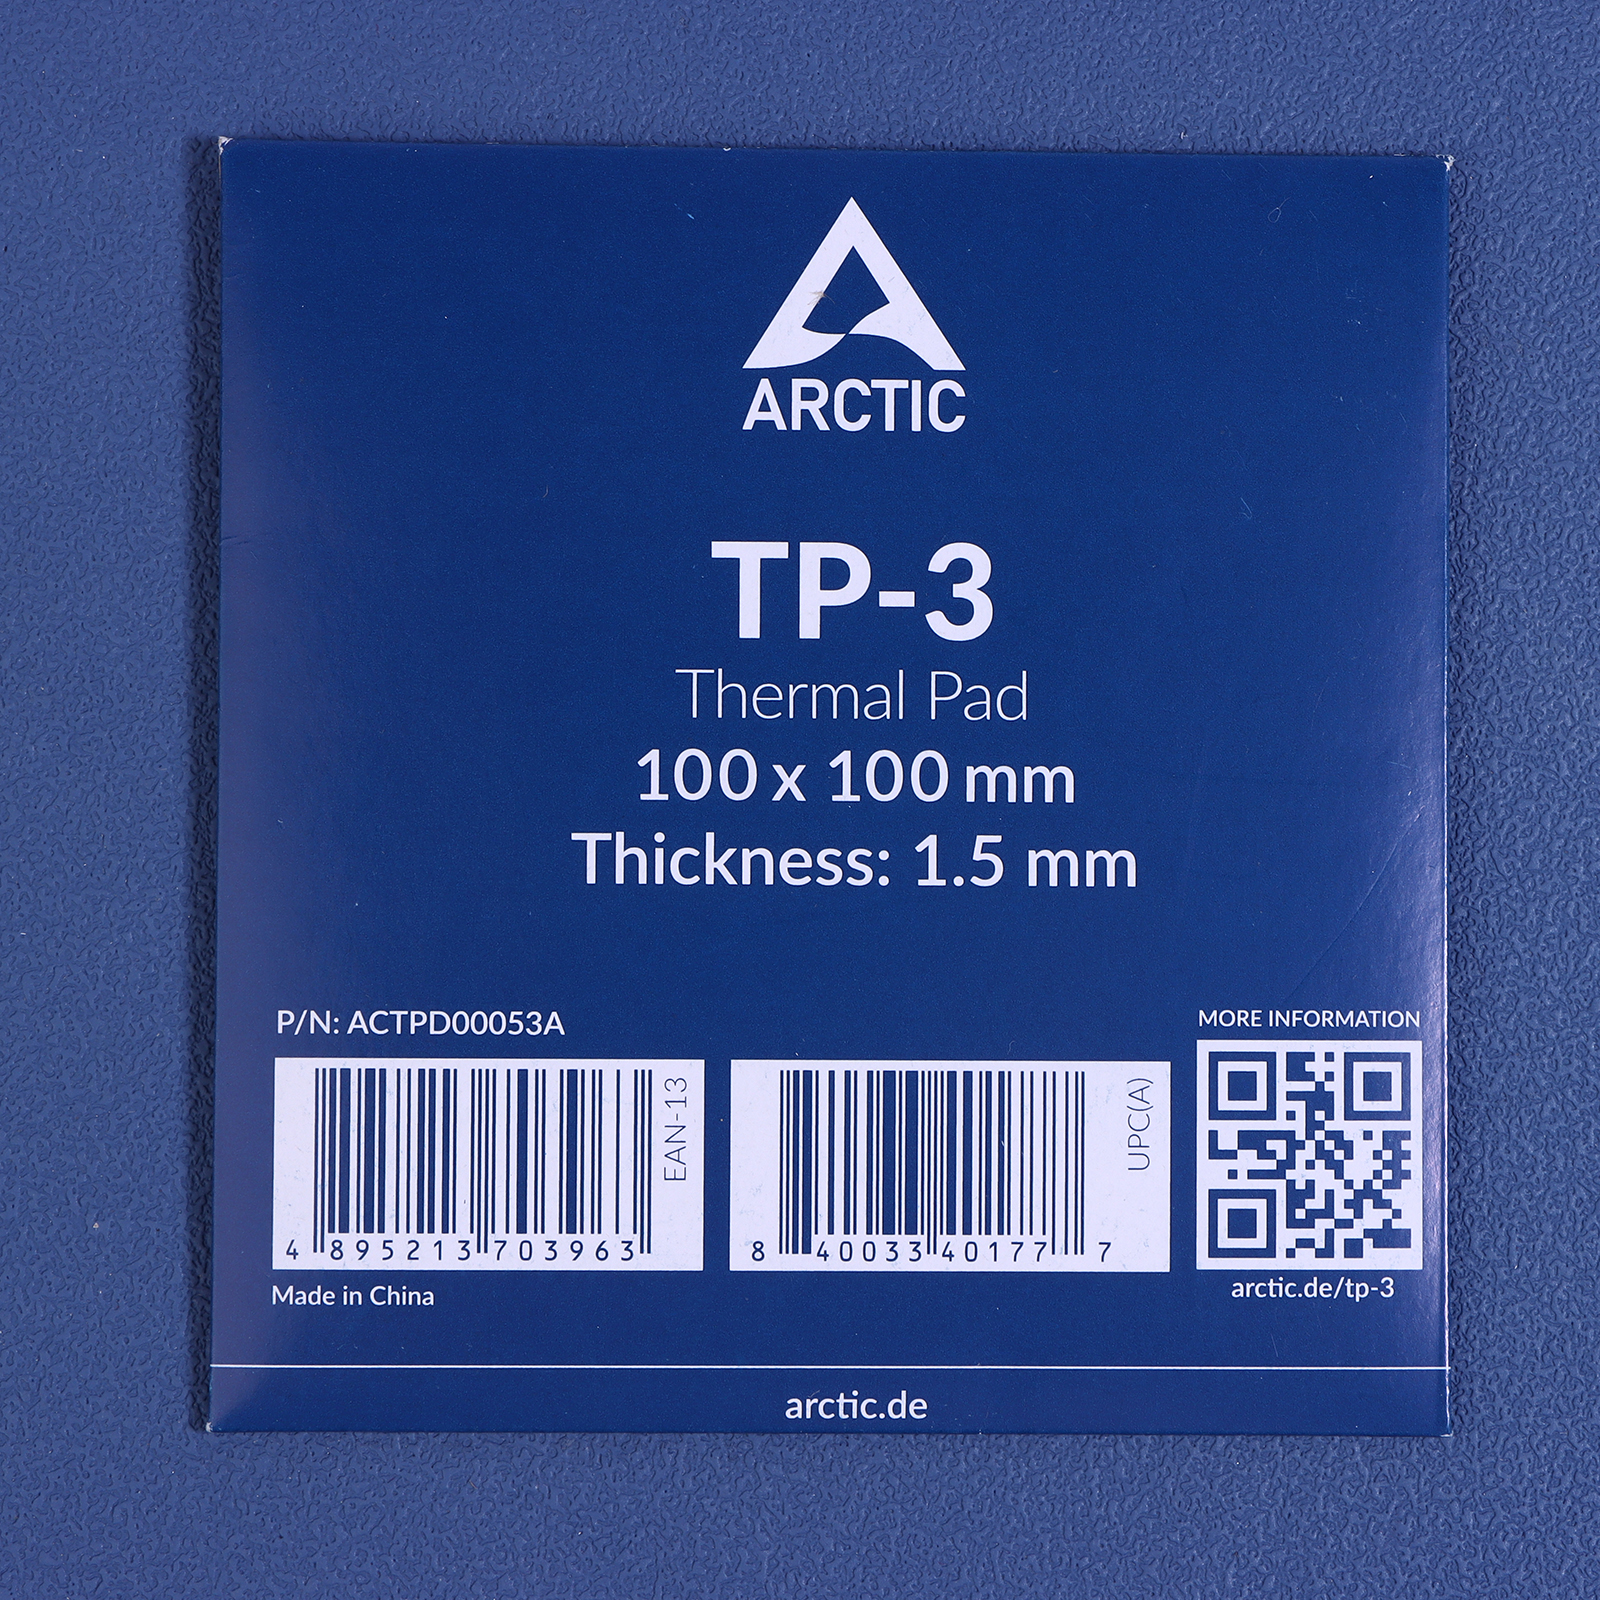 ARCTIC
TP-3
Thermal Pad
100 x 100 mm
Thickness: 1.5 mm
P/N: ACTPD00053A
MORE INFORMATION
EAN-13
4 895213 703963
UPC(A)
8 40033 40177 7
arctic.de/tp-3
Made in China
arctic.de